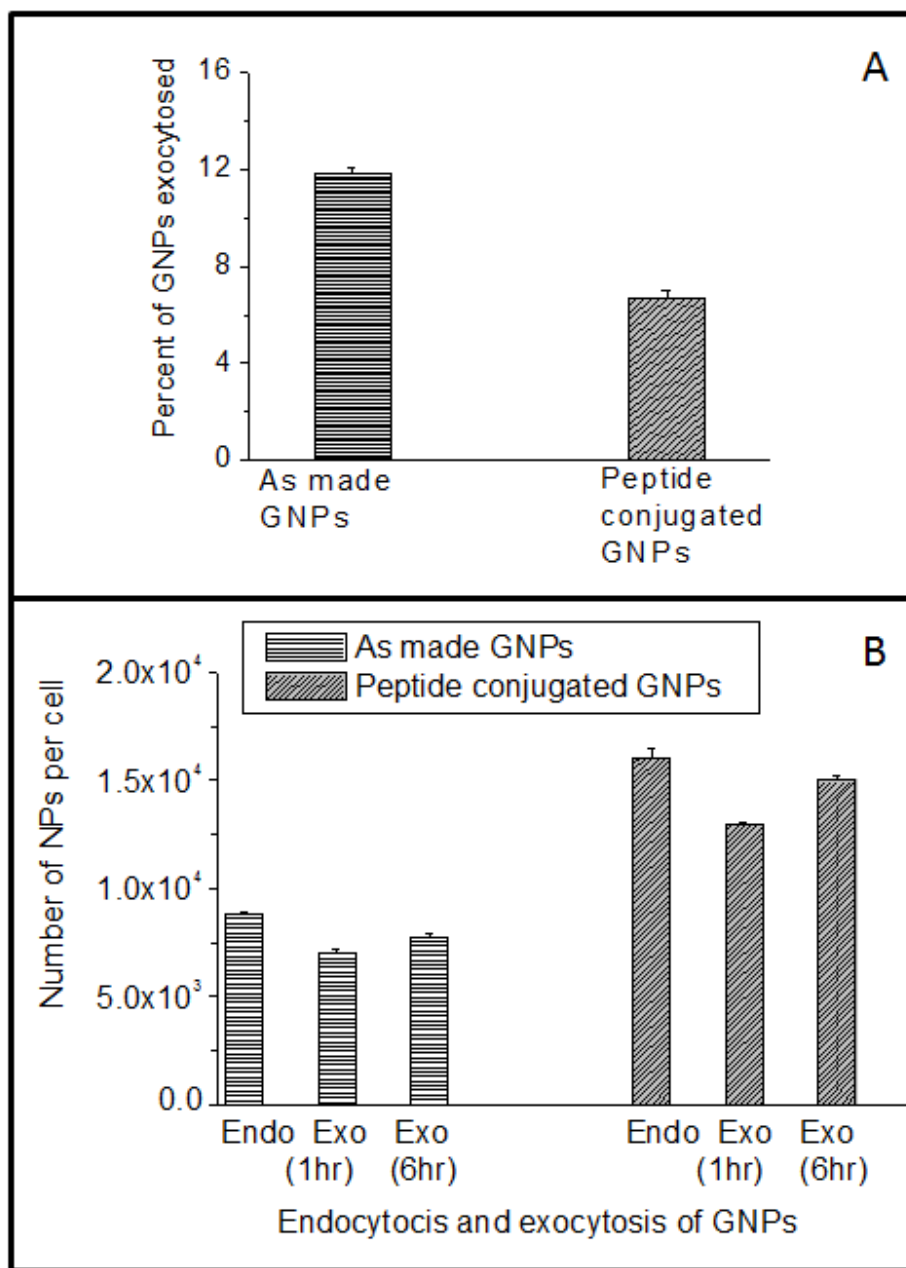 A
Percent of GNPs exocytosed
16
12
8
4
0
As made
GNPs
Peptide
conjugated
GNPs
B
As made GNPs
Peptide conjugated GNPs
Number of NPs per cell
2.0x10⁴
1.5x10⁴
1.0x10⁴
5.0x10³
0.0
Endo Exo Exo Endo Exo Exo
(1hr) (6hr) (1hr) (6hr)
Endocytocis and exocytosis of GNPs